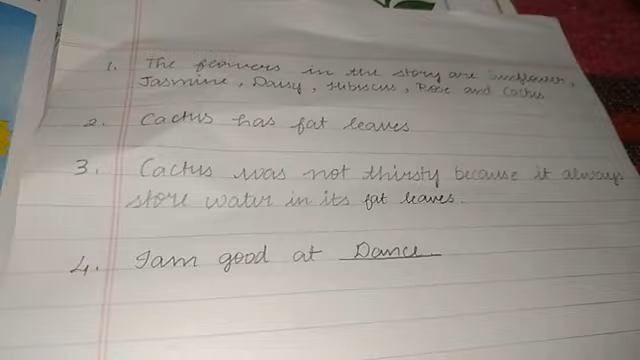 1. The flowers in the story are Sunflower,
Jasmine, Daisy, Hibiscus, Rose and Cactus
2. Cactus has fat leaves
3. Cactus was not thirsty because it always
store water in its fat leaves.
4. I am good at Dance